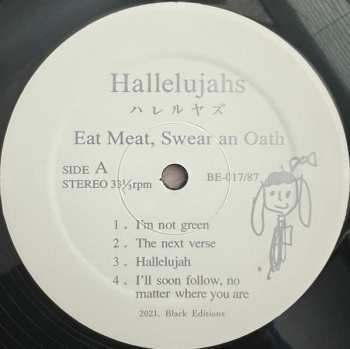 Hallelujahs
ハレルヤズ
Eat Meat, Swear an Oath
SIDE A
STEREO 33⅓rpm
BE-017/87
1. I'm not green
2. The next verse
3. Hallelujah
4. I'll soon follow, no
matter where you are
2021, Black Editions